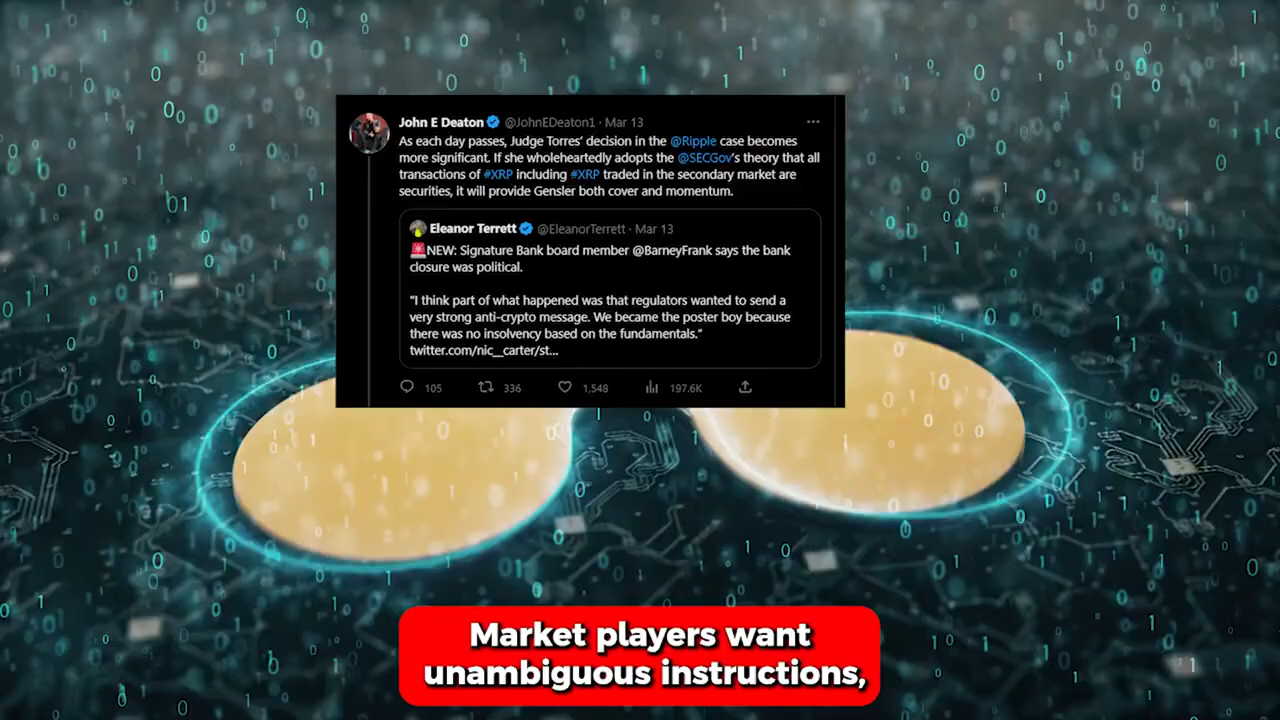 John E Deaton @JohnEDeaton1 · Mar 13
As each day passes, Judge Torres' decision in the @Ripple case becomes
more significant. If she wholeheartedly adopts the @SECGov's theory that all
transactions of #XRP including #XRP traded in the secondary market are
securities, it will provide Gensler both cover and momentum.
Eleanor Terrett @EleanorTerrett · Mar 13
🚨NEW: Signature Bank board member @BarneyFrank says the bank
closure was political.
“I think part of what happened was that regulators wanted to send a
very strong anti-crypto message. We became the poster boy because
there was no insolvency based on the fundamentals.”
twitter.com/nic__carter/st...
105 336 1,548 197.6K
Market players want
unambiguous instructions,